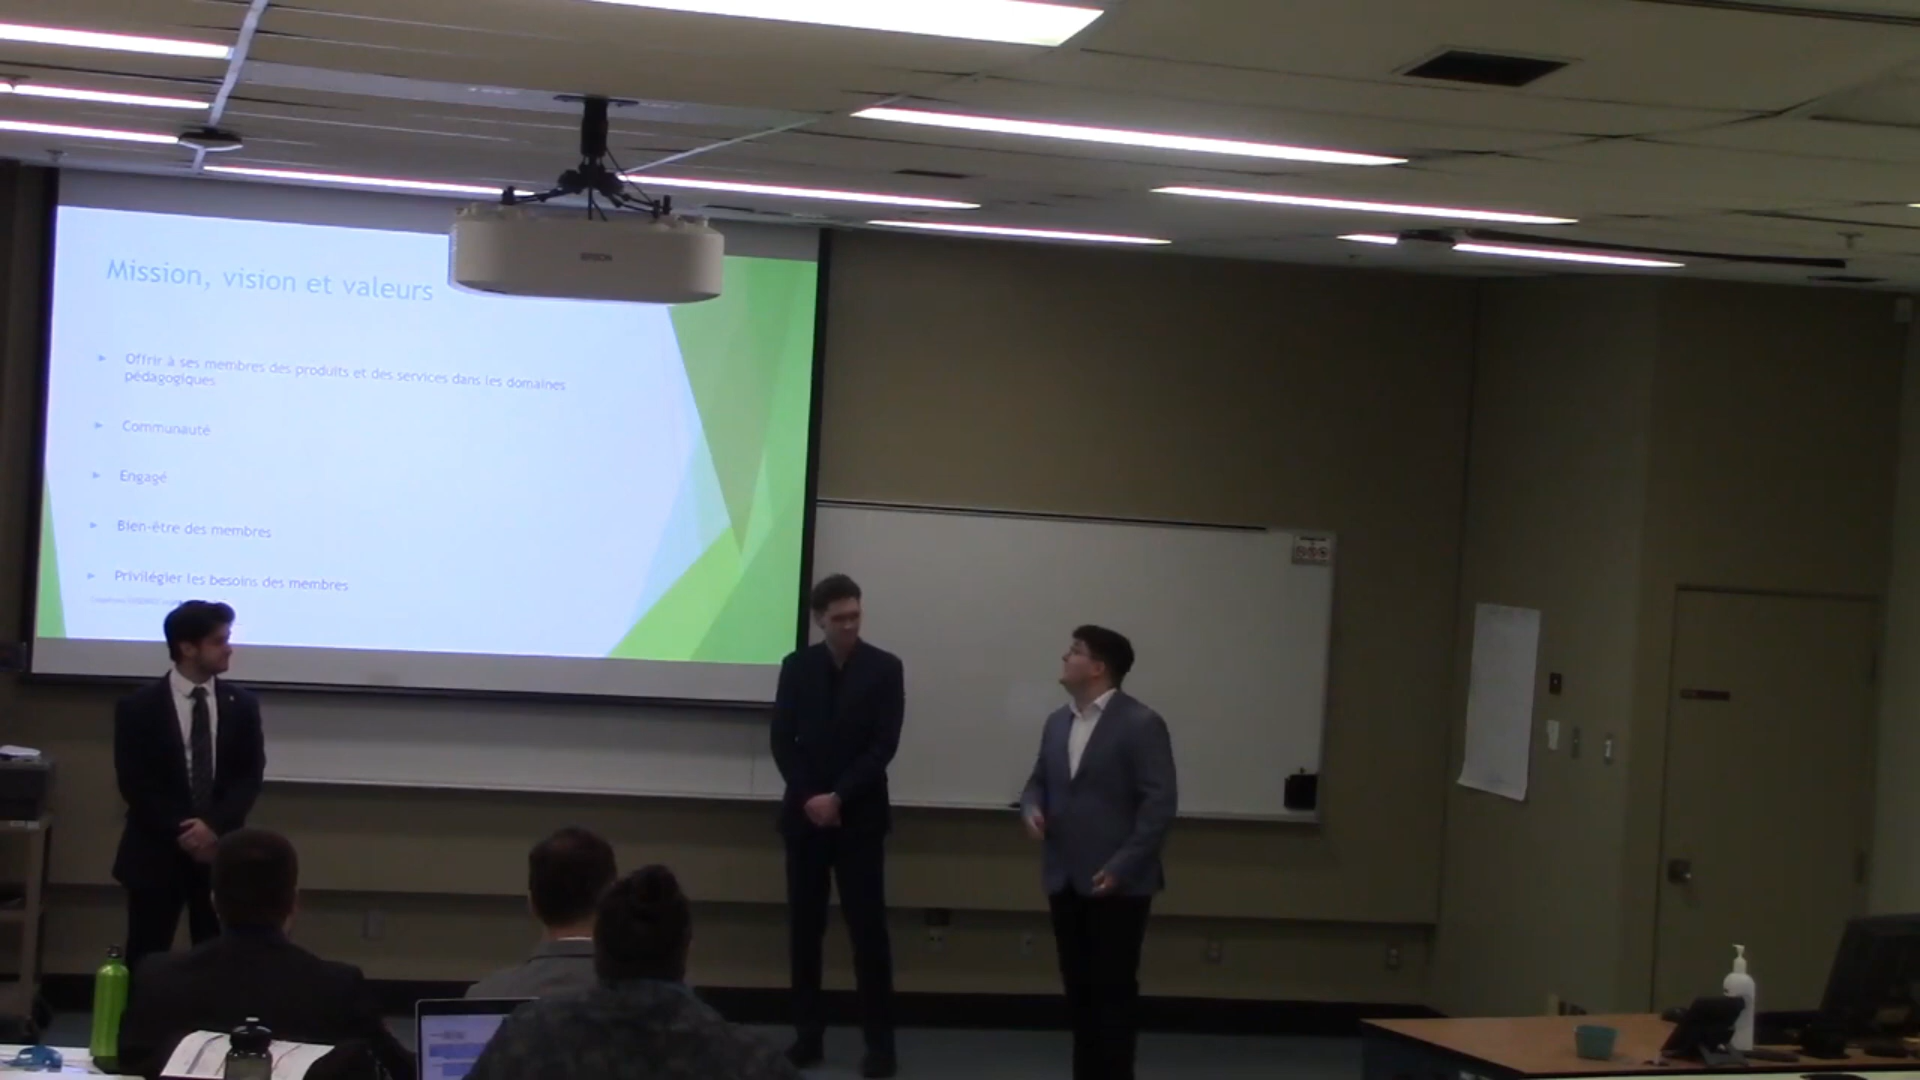 EPSON
Mission, vision et valeurs
Offrir à ses membres des produits et des services dans les domaines
pédagogiques
Communauté
Engagé
Bien-être des membres
Privilégier les besoins des membres